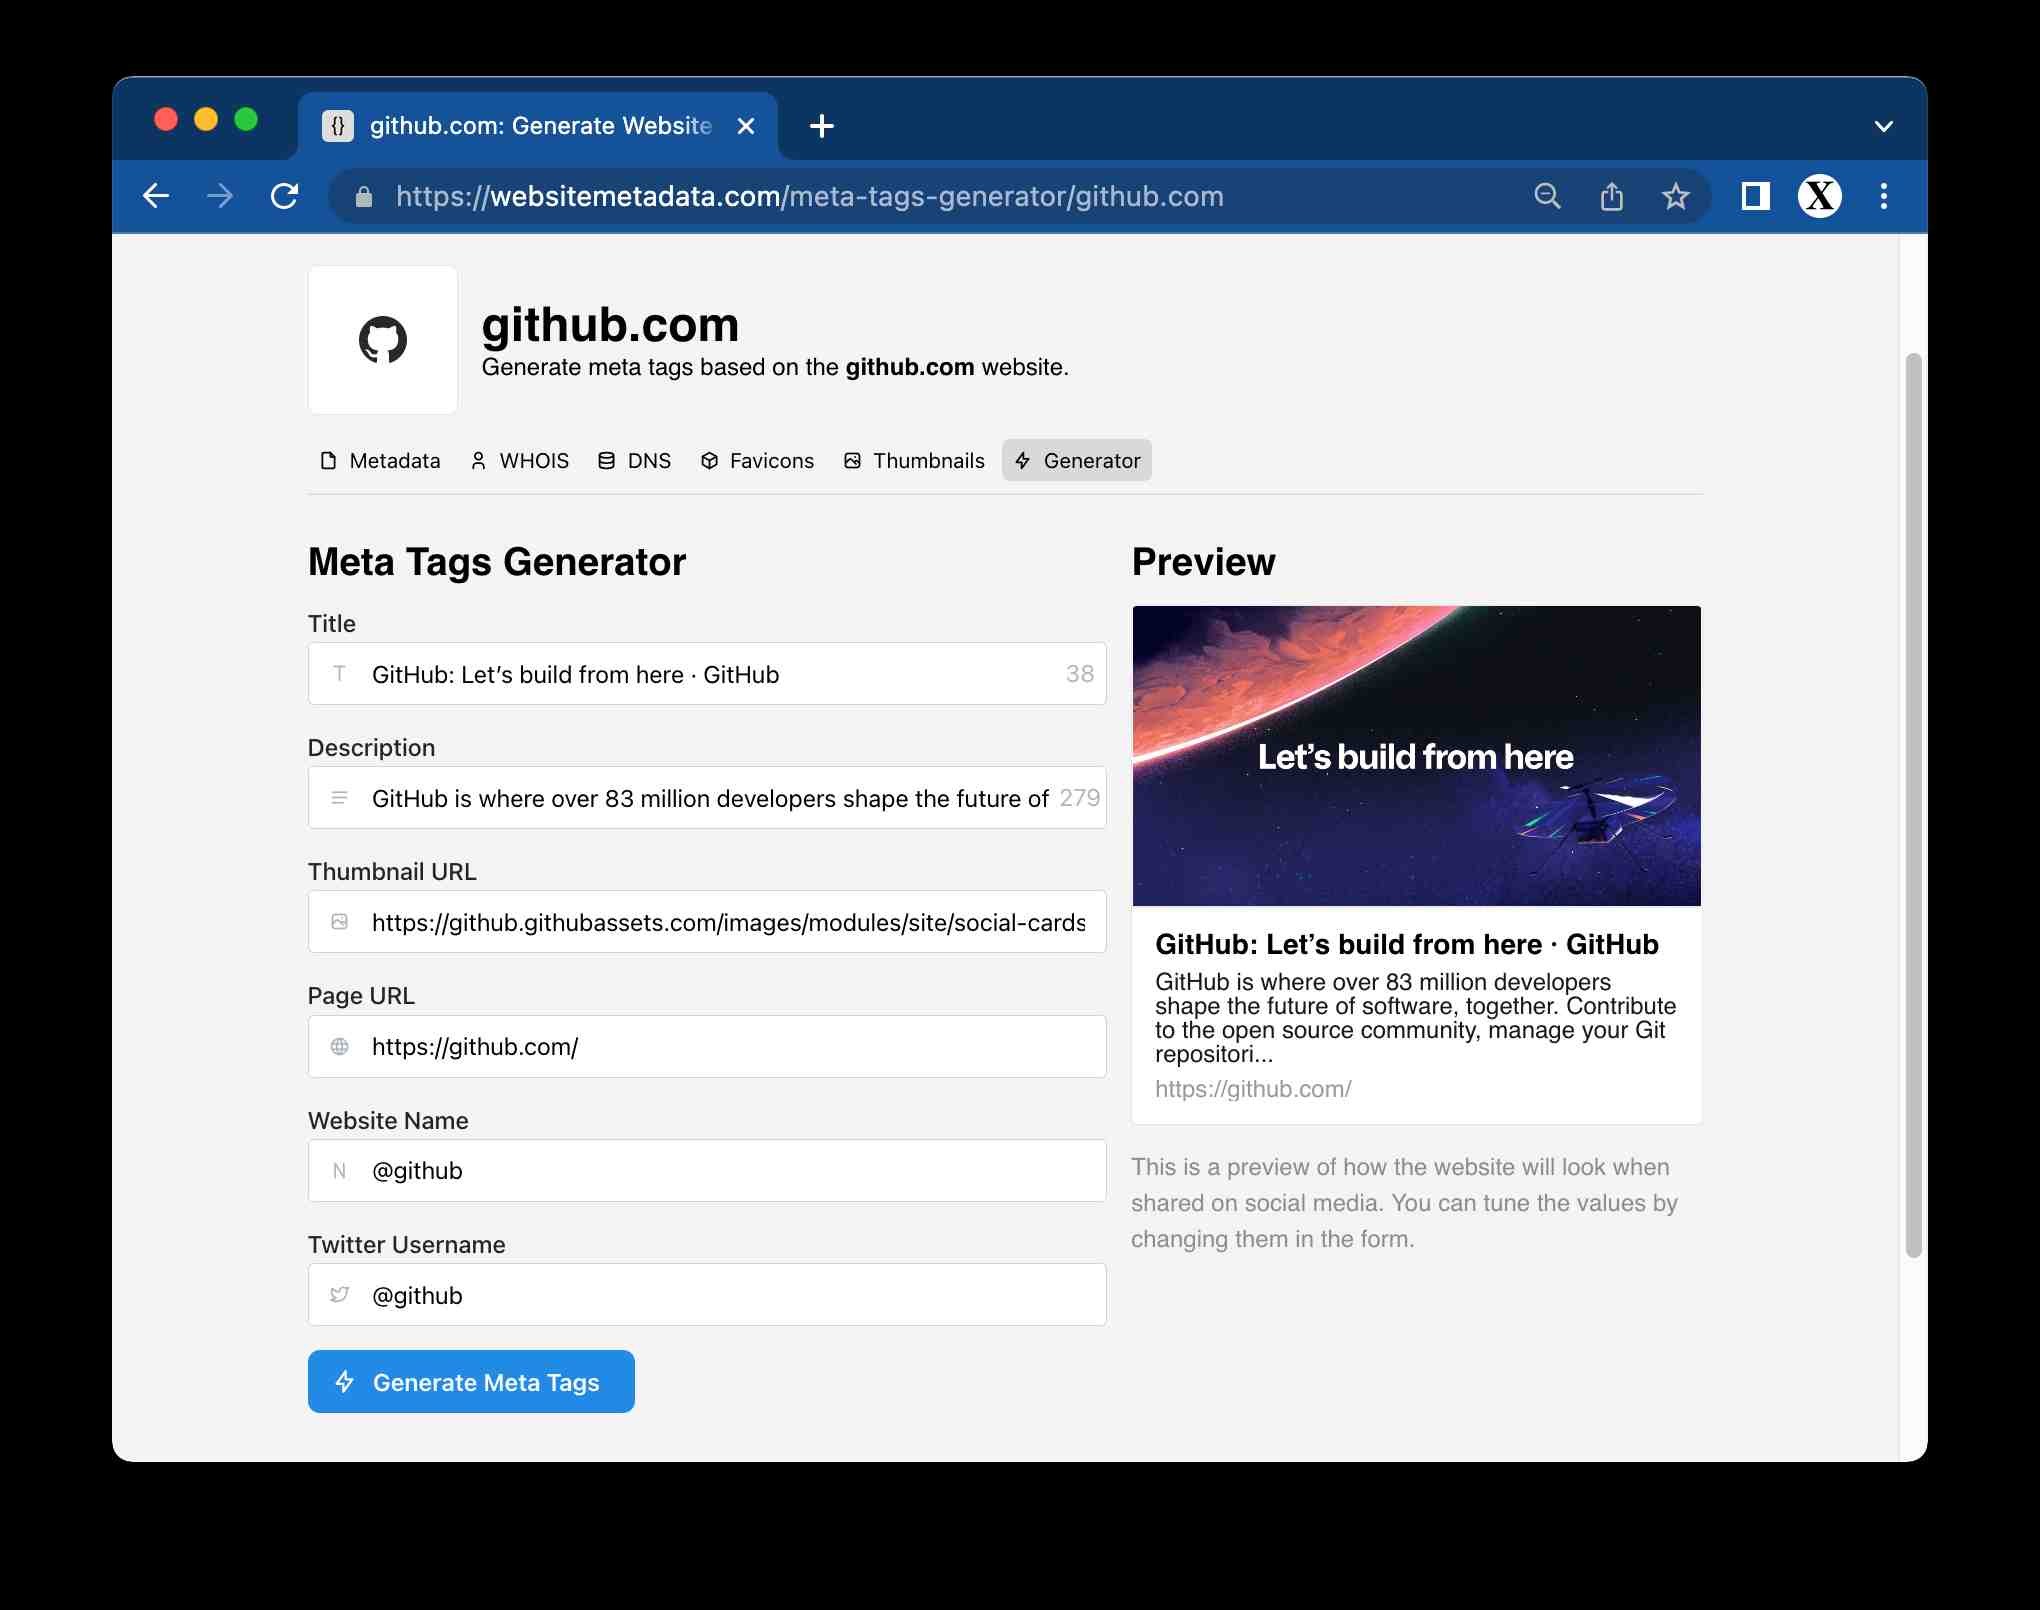 {} github.com: Generate Website
https://websitemetadata.com/meta-tags-generator/github.com
X
github.com
Generate meta tags based on the github.com website.
Metadata WHOIS DNS Favicons Thumbnails Generator
Meta Tags Generator
Title
T GitHub: Let’s build from here · GitHub 38
Description
GitHub is where over 83 million developers shape the future of 279
Thumbnail URL
https://github.githubassets.com/images/modules/site/social-cards
Page URL
https://github.com/
Website Name
N @github
Twitter Username
@github
Generate Meta Tags
Preview
Let’s build from here
GitHub: Let’s build from here · GitHub
GitHub is where over 83 million developers
shape the future of software, together. Contribute
to the open source community, manage your Git
repositori...
https://github.com/
This is a preview of how the website will look when
shared on social media. You can tune the values by
changing them in the form.